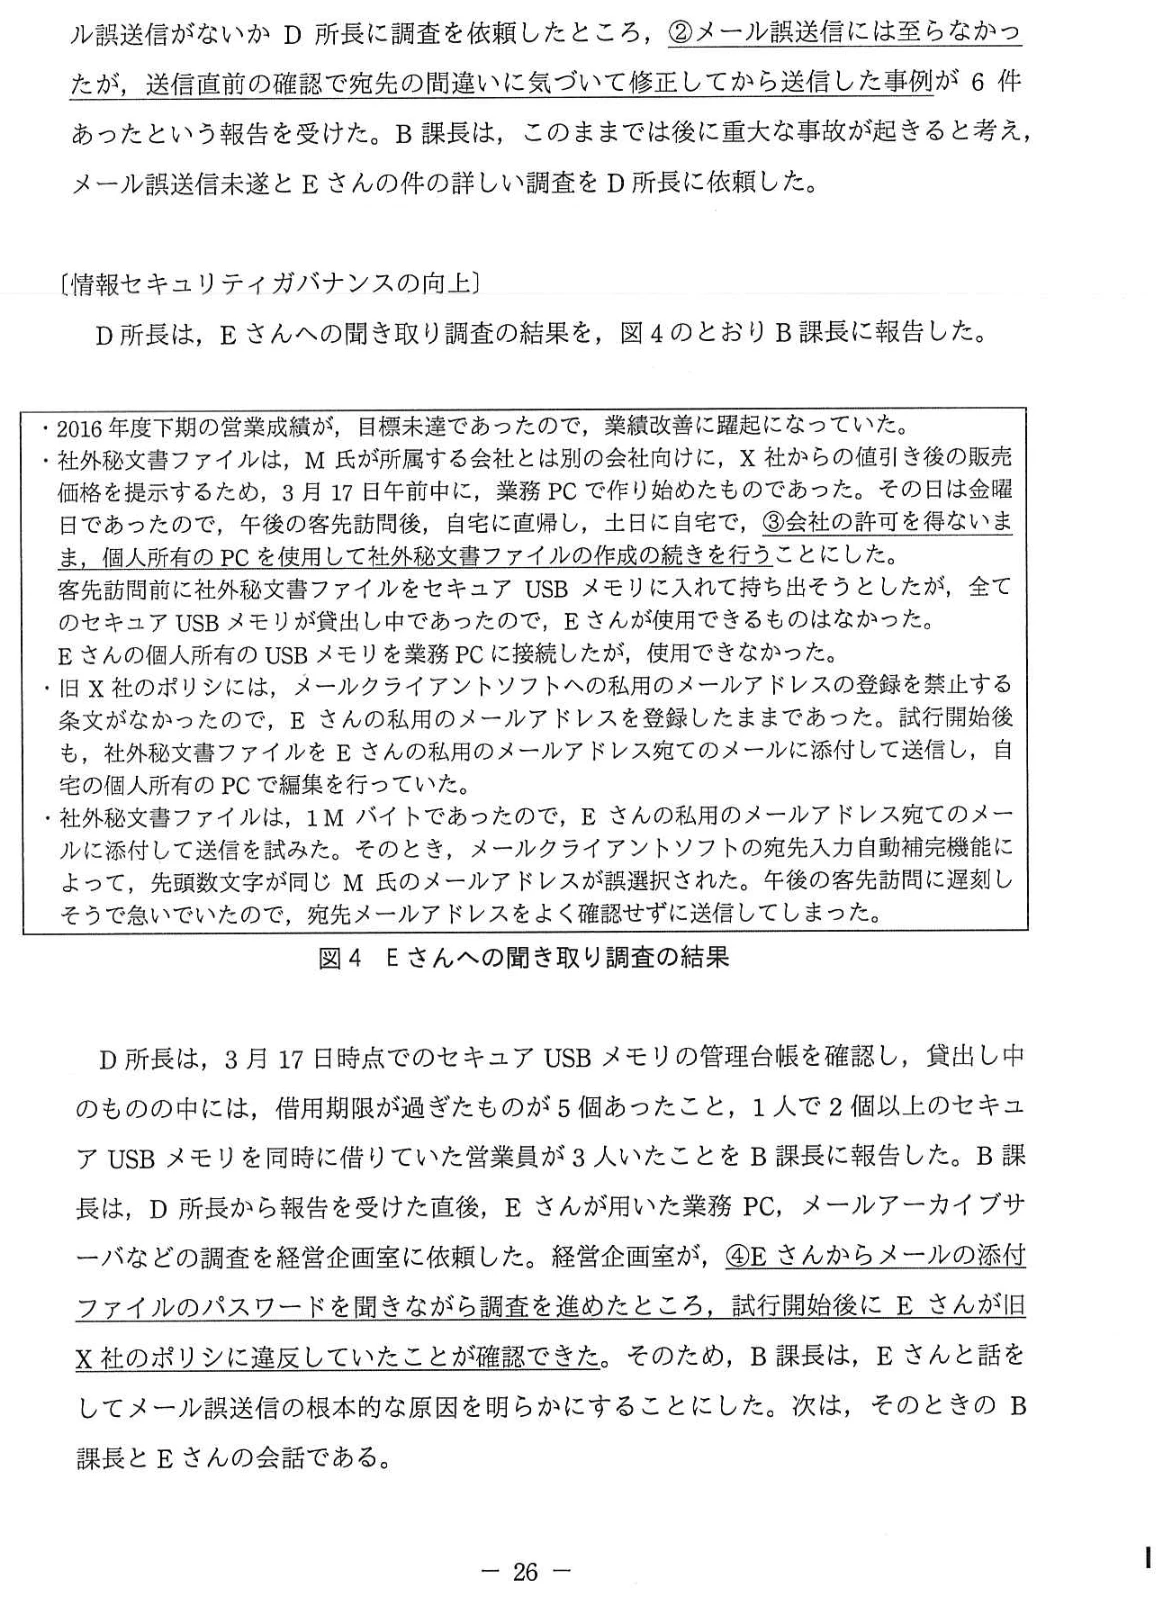 ル誤送信がないか D 所長に調査を依頼したところ，②メール誤送信には至らなかっ
たが，送信直前の確認で宛先の間違いに気づいて修正してから送信した事例が 6 件
あったという報告を受けた。B 課長は，このままでは後に重大な事故が起きると考え，
メール誤送信未遂と E さんの件の詳しい調査を D 所長に依頼した。
〔情報セキュリティガバナンスの向上〕
D 所長は，E さんへの聞き取り調査の結果を，図 4 のとおり B 課長に報告した。
・2016 年度下期の営業成績が，目標未達であったので，業績改善に躍起になっていた。
・社外秘文書ファイルは，M 氏が所属する会社とは別の会社向けに，X 社からの値引き後の販売
価格を提示するため，3 月 17 日午前中に，業務 PC で作り始めたものであった。その日は金曜
日であったので，午後の客先訪問後，自宅に直帰し，土日に自宅で，③会社の許可を得ないま
ま，個人所有の PC を使用して社外秘文書ファイルの作成の続きを行うことにした。
客先訪問前に社外秘文書ファイルをセキュア USB メモリに入れて持ち出そうとしたが，全て
のセキュア USB メモリが貸出し中であったので，E さんが使用できるものはなかった。
E さんの個人所有の USB メモリを業務 PC に接続したが，使用できなかった。
・旧 X 社のポリシには，メールクライアントソフトへの私用のメールアドレスの登録を禁止する
条文がなかったので，E さんの私用のメールアドレスを登録したままであった。試行開始後
も，社外秘文書ファイルを E さんの私用のメールアドレス宛てのメールに添付して送信し，自
宅の個人所有の PC で編集を行っていた。
・社外秘文書ファイルは，1 M バイトであったので，E さんの私用のメールアドレス宛てのメー
ルに添付して送信を試みた。そのとき，メールクライアントソフトの宛先入力自動補完機能に
よって，先頭数文字が同じ M 氏のメールアドレスが誤選択された。午後の客先訪問に遅刻し
そうで急いでいたので，宛先メールアドレスをよく確認せずに送信してしまった。
図 4　E さんへの聞き取り調査の結果
D 所長は，3 月 17 日時点でのセキュア USB メモリの管理台帳を確認し，貸出し中
のものの中には，借用期限が過ぎたものが 5 個あったこと，1 人で 2 個以上のセキュ
ア USB メモリを同時に借りていた営業員が 3 人いたことを B 課長に報告した。B 課
長は，D 所長から報告を受けた直後，E さんが用いた業務 PC，メールアーカイブサ
ーバなどの調査を経営企画室に依頼した。経営企画室が，④E さんからメールの添付
ファイルのパスワードを聞きながら調査を進めたところ，試行開始後に E さんが旧
X 社のポリシに違反していたことが確認できた。そのため，B 課長は，E さんと話を
してメール誤送信の根本的な原因を明らかにすることにした。次は，そのときの B
課長と E さんの会話である。
－ 26 －